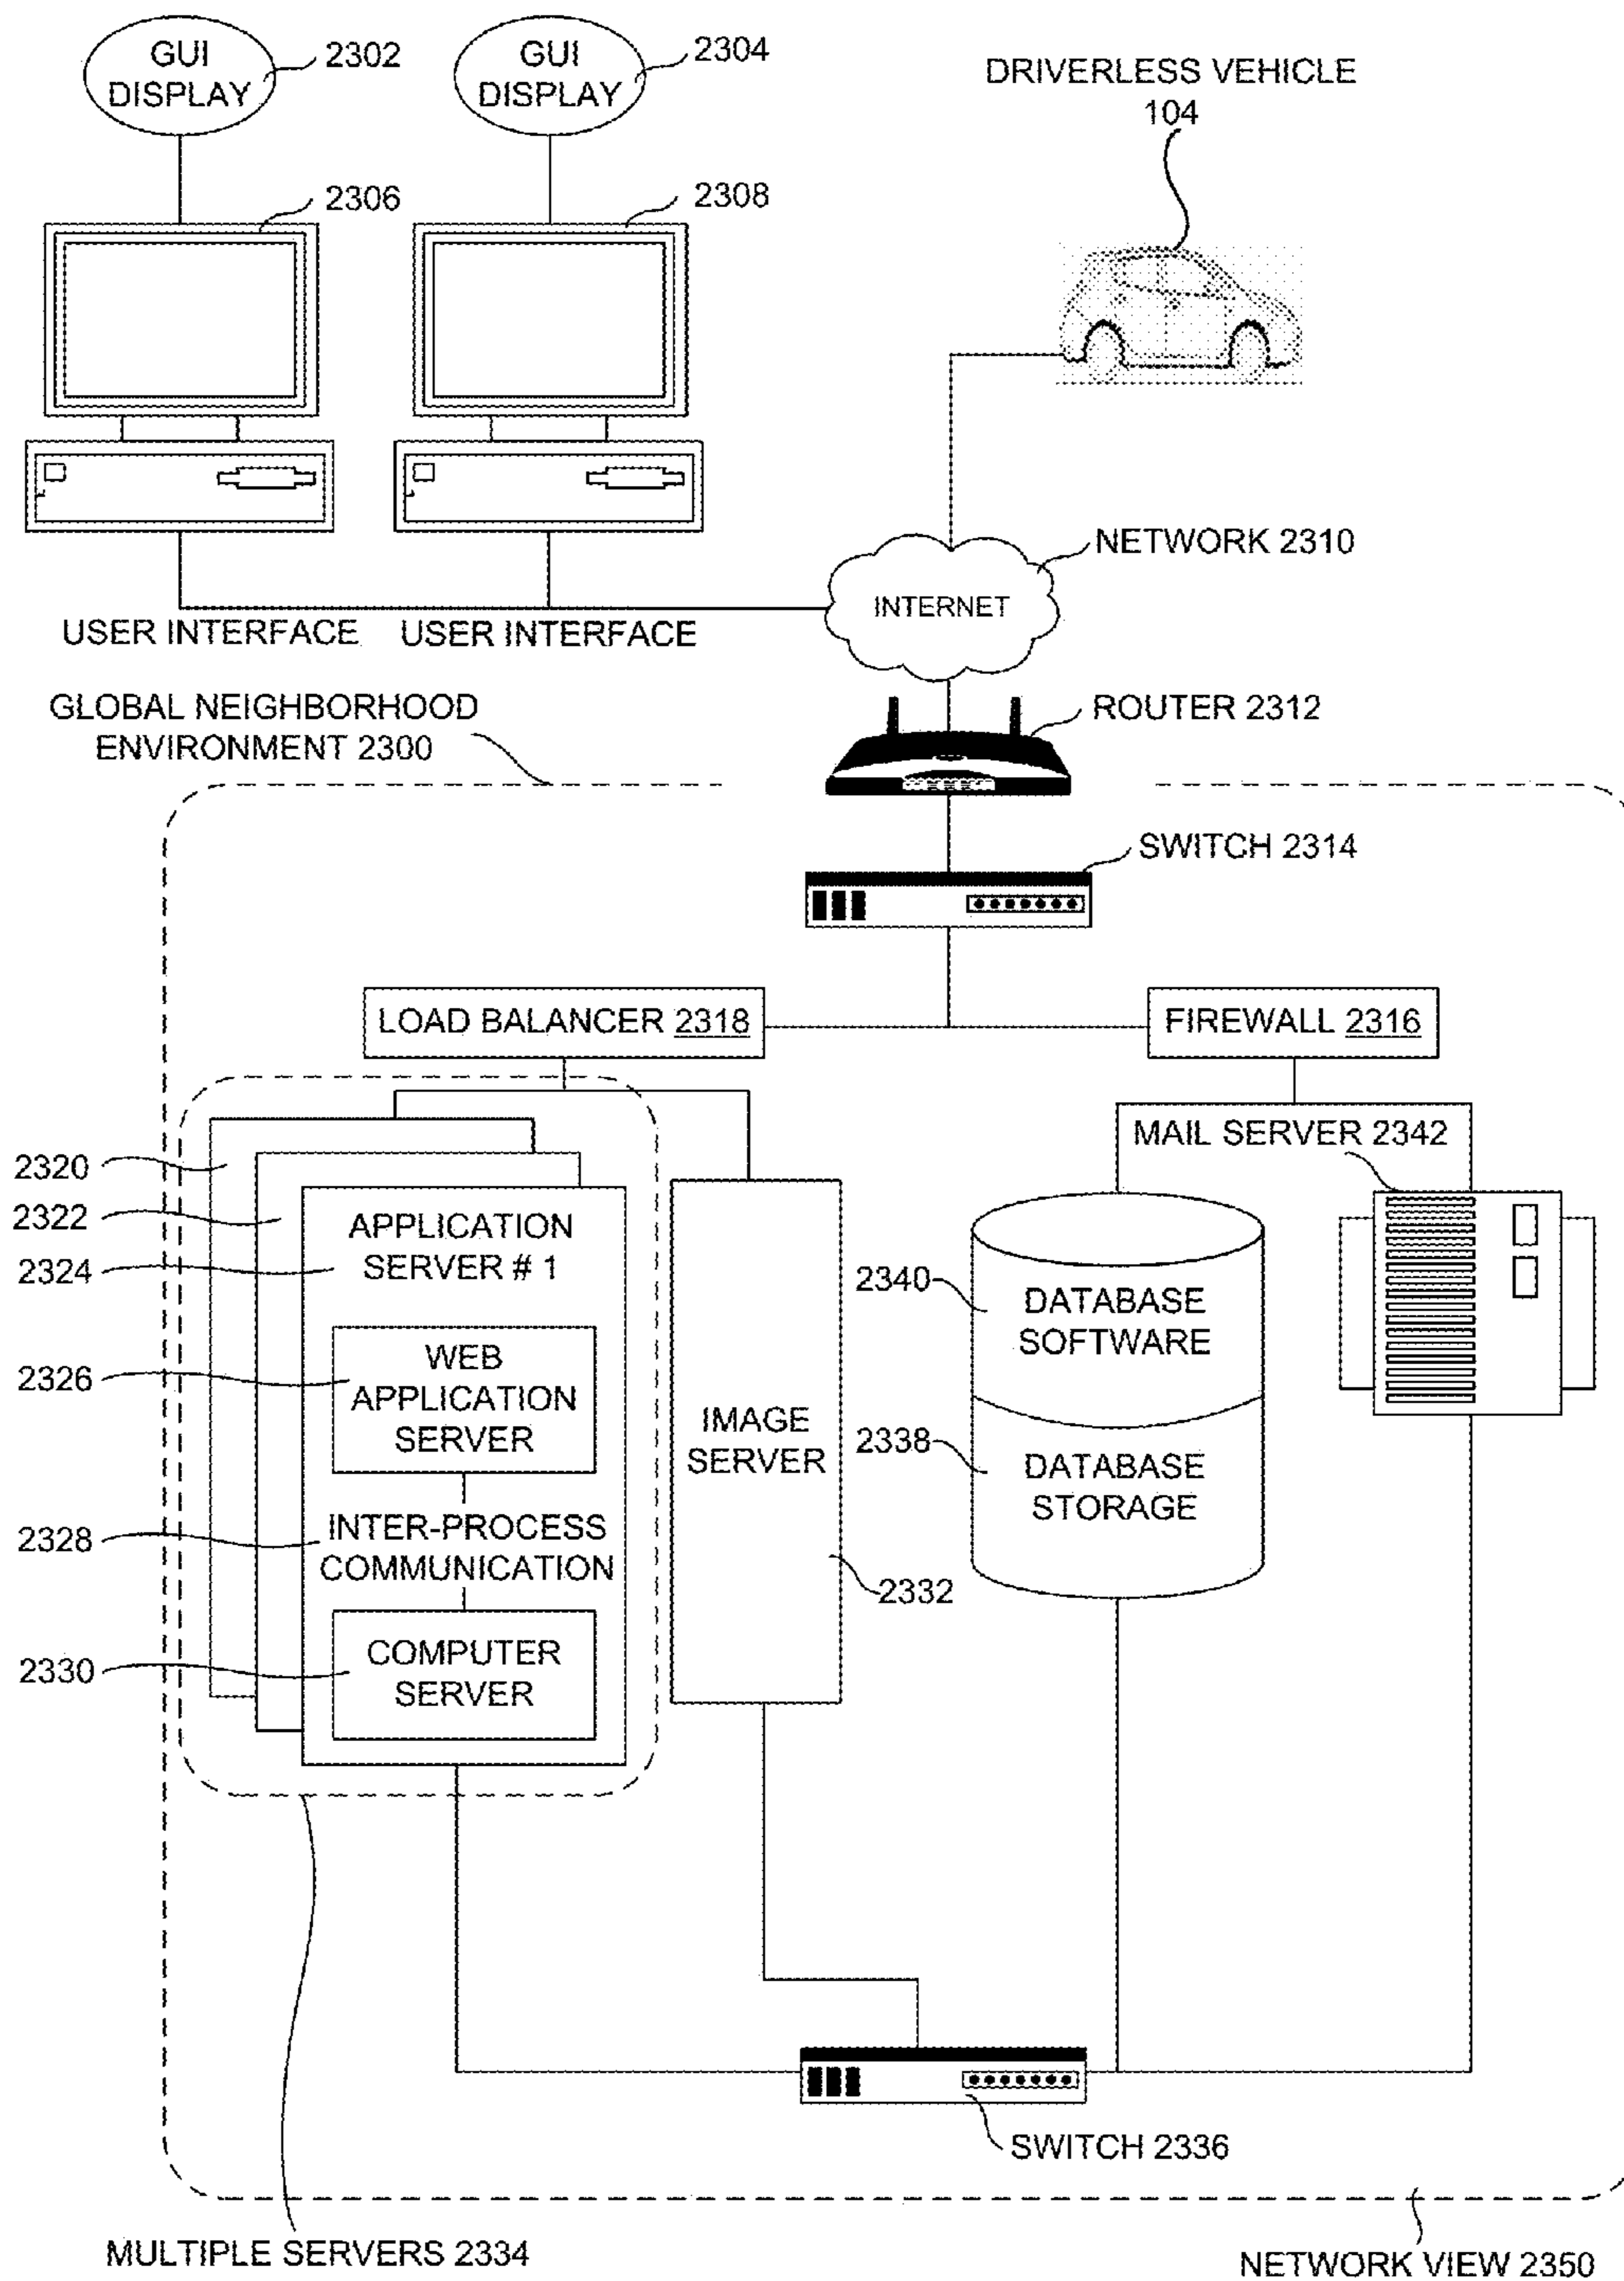 GUI
DISPLAY
2302
GUI
DISPLAY
2304
DRIVERLESS VEHICLE
104
2306
2308
NETWORK 2310
INTERNET
USER INTERFACE
USER INTERFACE
GLOBAL NEIGHBORHOOD
ENVIRONMENT 2300
ROUTER 2312
SWITCH 2314
LOAD BALANCER 2318
FIREWALL 2316
MAIL SERVER 2342
2320
2322
2324
APPLICATION
SERVER # 1
2326
WEB
APPLICATION
SERVER
2328
INTER-PROCESS
COMMUNICATION
2330
COMPUTER
SERVER
IMAGE
SERVER
2332
2340
DATABASE
SOFTWARE
2338
DATABASE
STORAGE
SWITCH 2336
MULTIPLE SERVERS 2334
NETWORK VIEW 2350